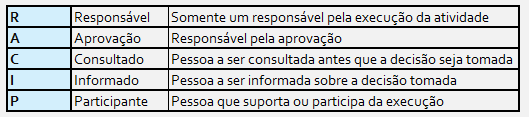 R Responsável Somente um responsável pela execução da atividade
A Aprovação Responsável pela aprovação
C Consultado Pessoa a ser consultada antes que a decisão seja tomada
I Informado Pessoa a ser informada sobre a decisão tomada
P Participante Pessoa que suporta ou participa da execução